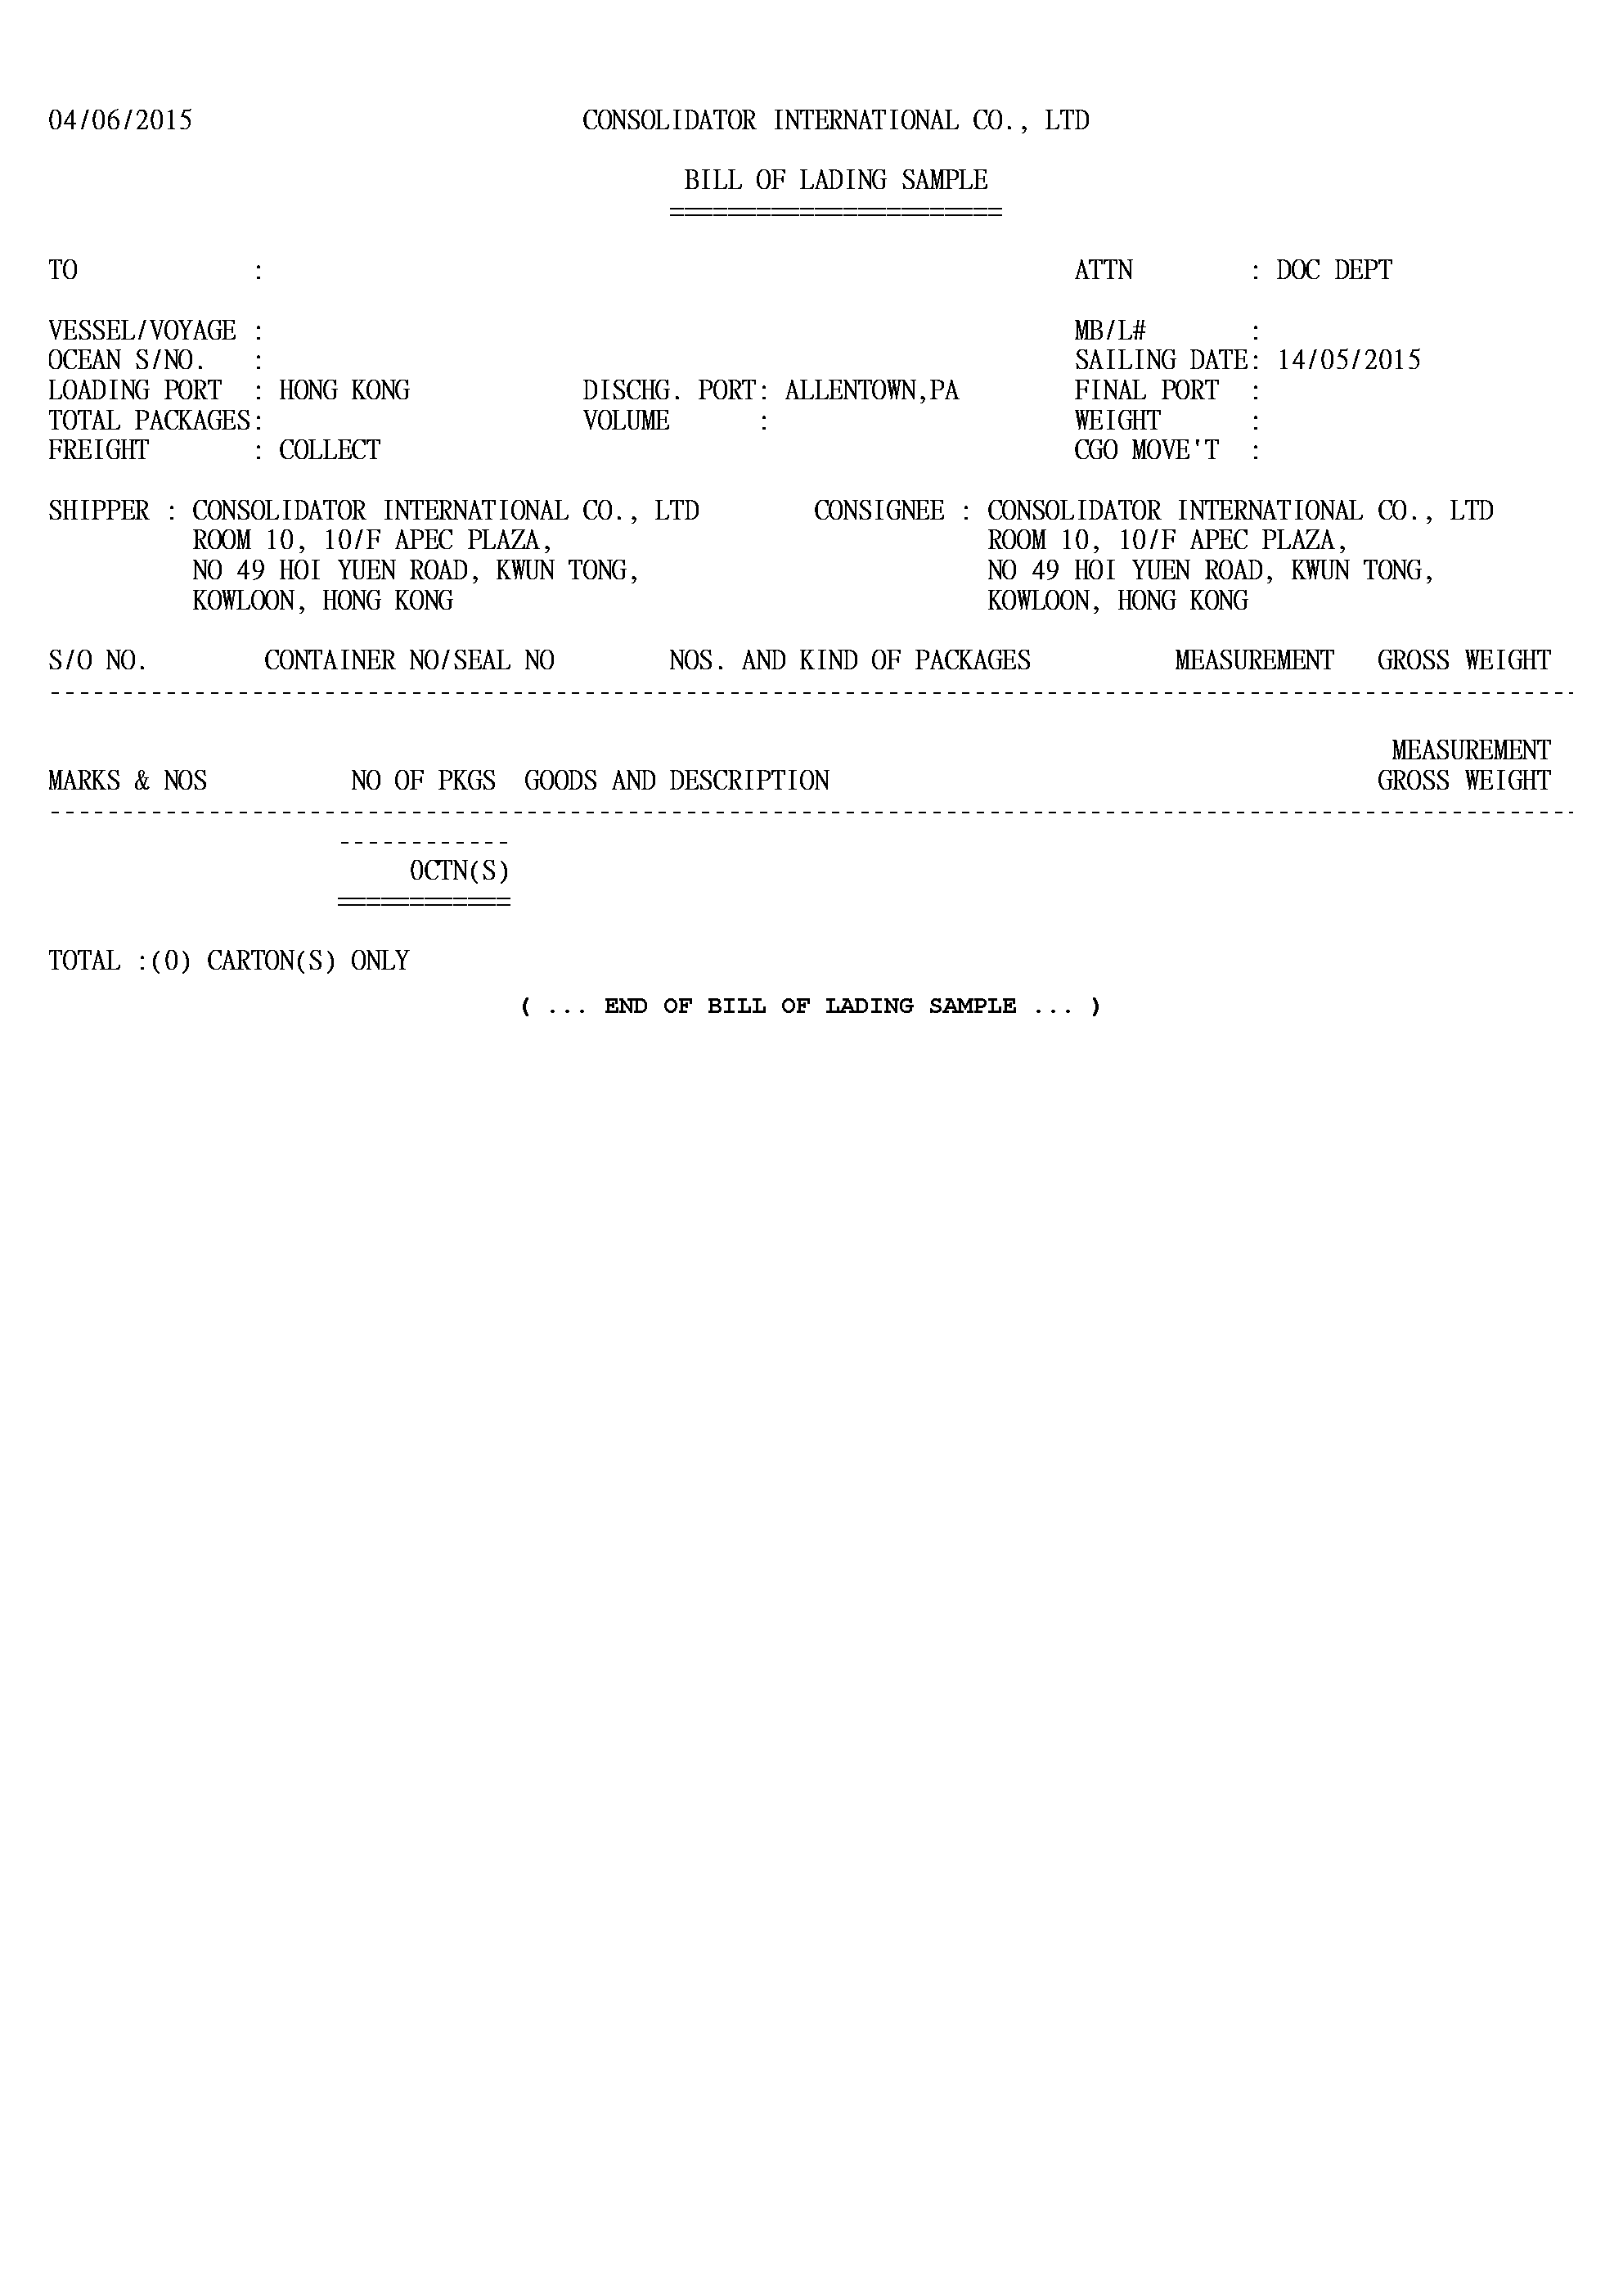 04/06/2015 CONSOLIDATOR INTERNATIONAL CO., LTD
BILL OF LADING SAMPLE
=======================
TO : ATTN : DOC DEPT
VESSEL/VOYAGE : MB/L# :
OCEAN S/NO. : SAILING DATE: 14/05/2015
LOADING PORT : HONG KONG DISCHG. PORT: ALLENTOWN,PA FINAL PORT :
TOTAL PACKAGES: VOLUME : WEIGHT :
FREIGHT : COLLECT CGO MOVE'T :
SHIPPER : CONSOLIDATOR INTERNATIONAL CO., LTD CONSIGNEE : CONSOLIDATOR INTERNATIONAL CO., LTD
ROOM 10, 10/F APEC PLAZA, ROOM 10, 10/F APEC PLAZA,
NO 49 HOI YUEN ROAD, KWUN TONG, NO 49 HOI YUEN ROAD, KWUN TONG,
KOWLOON, HONG KONG KOWLOON, HONG KONG
S/O NO. CONTAINER NO/SEAL NO NOS. AND KIND OF PACKAGES MEASUREMENT GROSS WEIGHT
----------------------------------------------------------------------------------------------------------
MEASUREMENT
MARKS & NOS NO OF PKGS GOODS AND DESCRIPTION GROSS WEIGHT
----------------------------------------------------------------------------------------------------------
------------
0CTN(S)
============
TOTAL :(0) CARTON(S) ONLY
( ... END OF BILL OF LADING SAMPLE ... )